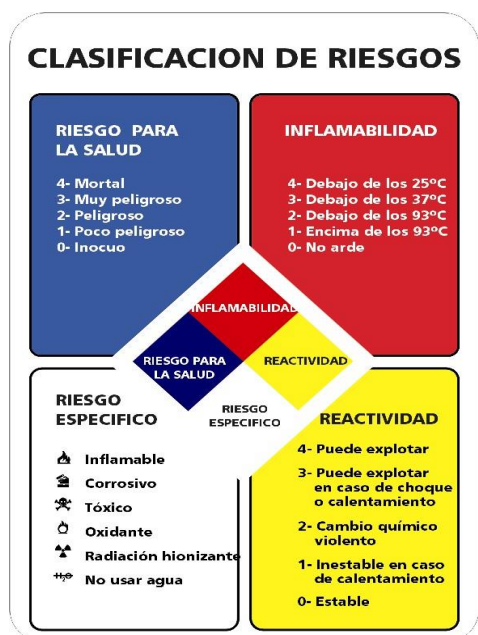 CLASIFICACION DE RIESGOS
RIESGO PARA
LA SALUD
4- Mortal
3- Muy peligroso
2- Peligroso
1- Poco peligroso
0- Inocuo
INFLAMABILIDAD
4- Debajo de los 25ºC
3- Debajo de los 37ºC
2- Debajo de los 93ºC
1- Encima de los 93ºC
0- No arde
INFLAMABILIDAD
RIESGO PARA
LA SALUD
REACTIVIDAD
RIESGO
ESPECIFICO
RIESGO
ESPECIFICO
Inflamable
Corrosivo
Tóxico
Oxidante
Radiación hionizante
H₂O No usar agua
REACTIVIDAD
4- Puede explotar
3- Puede explotar
en caso de choque
o calentamiento
2- Cambio químico
violento
1- Inestable en caso
de calentamiento
0- Estable